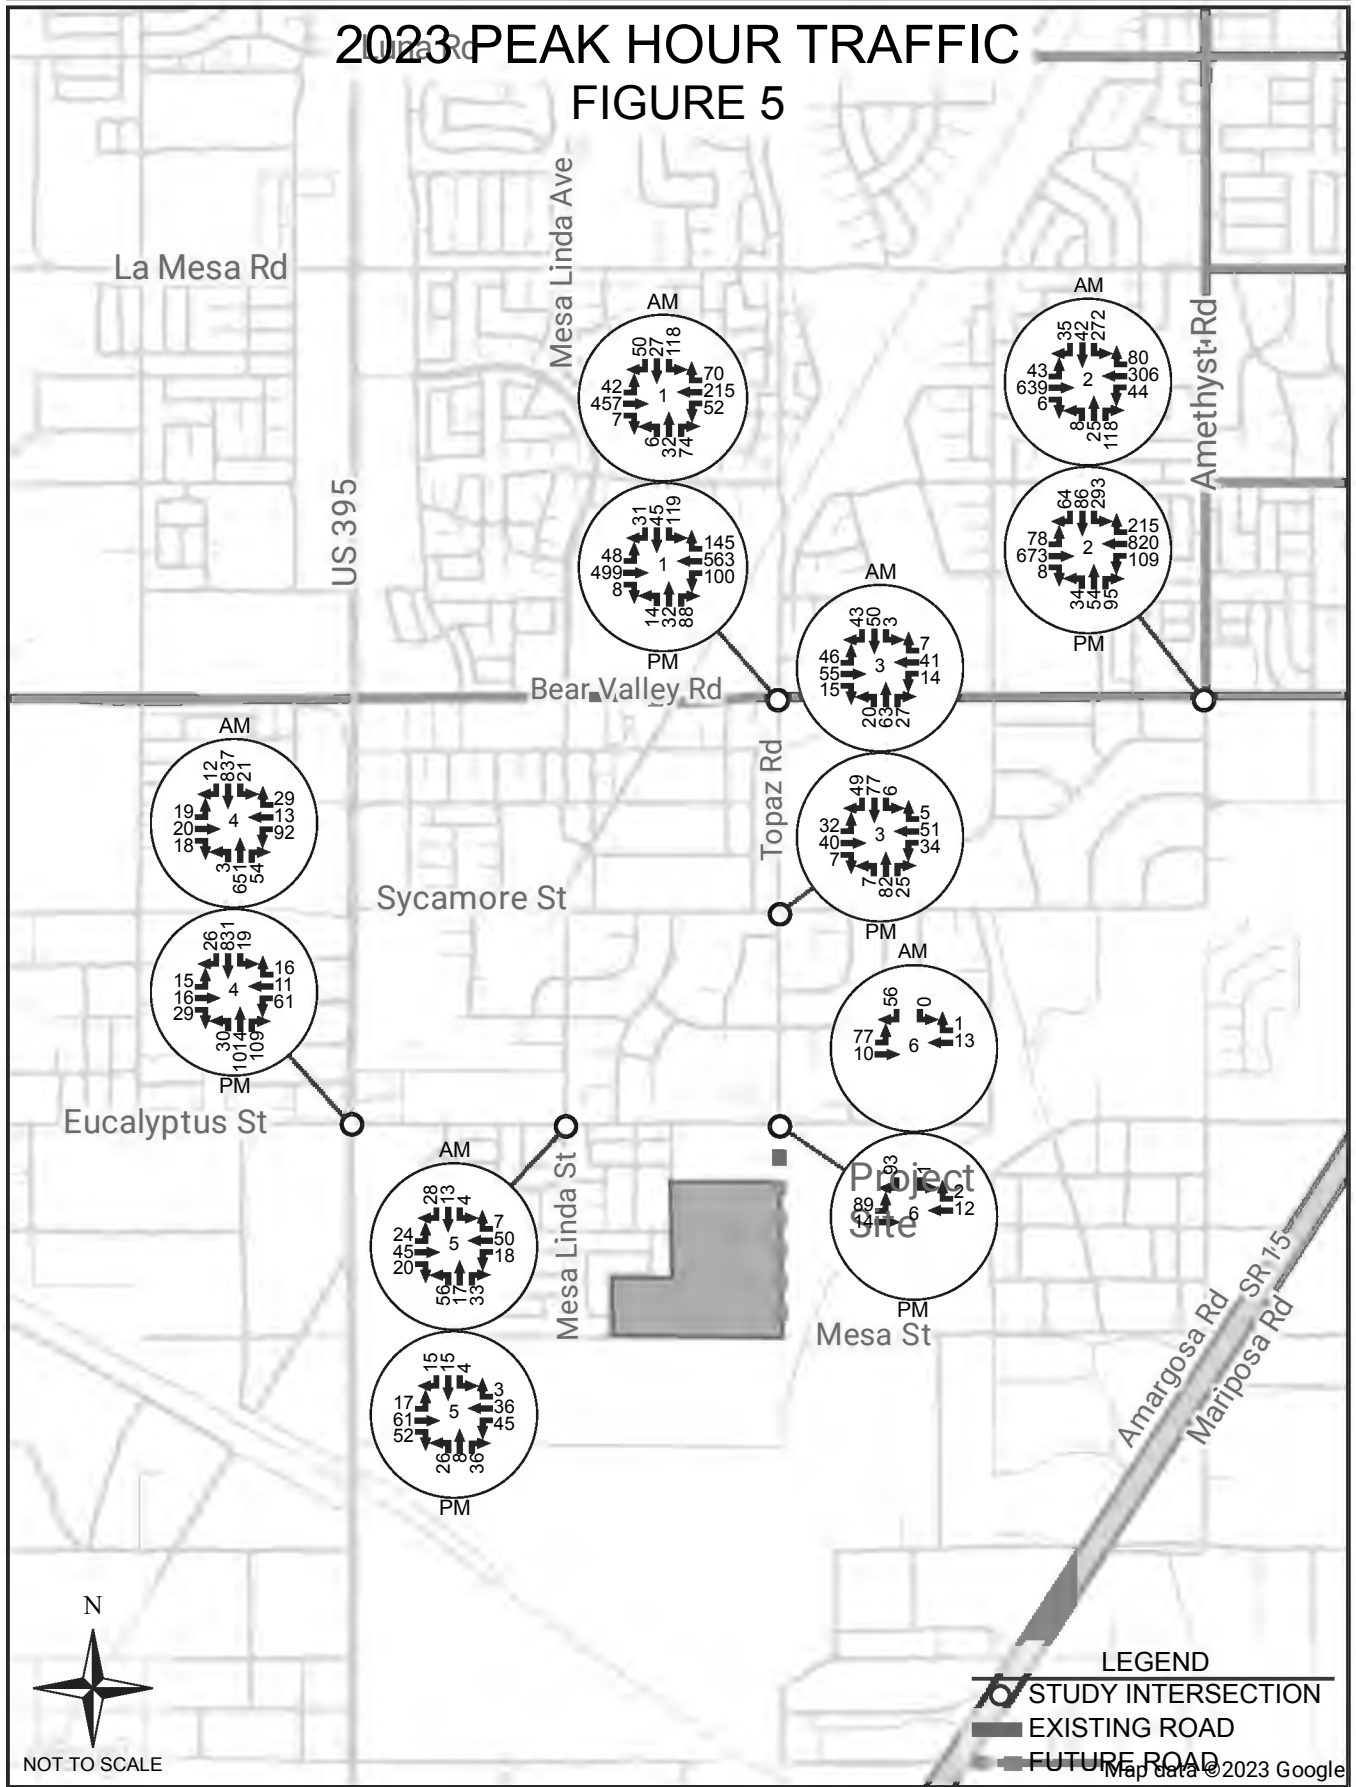 2023 PEAK HOUR TRAFFIC
Luna Rd
FIGURE 5
Mesa Linda Ave
La Mesa Rd
US 395
Amethyst Rd
AM
50 27 118
42 457 7
1
70 215 52
6 32 74
31 45 119
48 499 8
1
145 563 100
14 32 88
PM
AM
35 42 272
43 639 6
2
80 306 44
8 25 118
64 86 293
78 673 8
2
215 820 109
34 54 95
PM
Bear Valley Rd
Topaz Rd
AM
43 50 3
46 55 15
3
7 41 14
20 63 27
49 77 6
32 40 7
3
5 51 34
7 82 25
PM
AM
12 837 21
19 20 18
4
29 13 92
3 651 54
26 831 19
15 16 29
4
16 11 61
30 1014 109
PM
Sycamore St
Eucalyptus St
AM
56 0
77 10
6
1 13
93
89 14
6
2 12
PM
Project
Site
AM
28 13 4
24 45 20
5
7 50 18
56 17 33
15 15 4
17 61 52
5
3 36 45
26 8 36
PM
Mesa Linda St
Mesa St
Amargosa Rd
SR 15
Mariposa Rd
N
NOT TO SCALE
LEGEND
STUDY INTERSECTION
EXISTING ROAD
FUTURE ROAD
Map data ©2023 Google